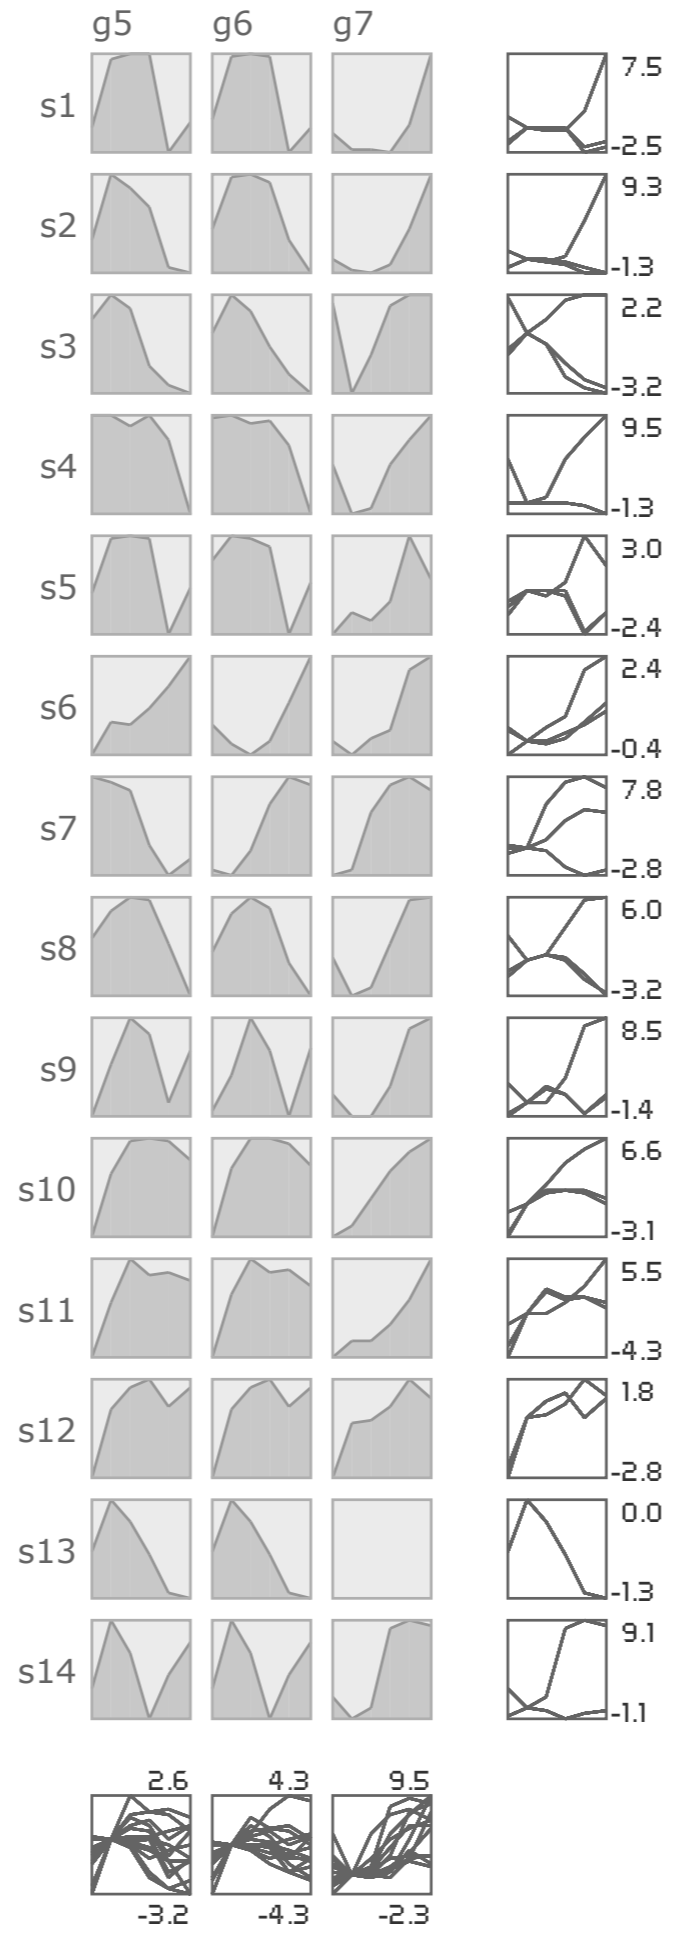 g5 g6 g7
s1 7.5
-2.5
s2 9.3
-1.3
s3 2.2
-3.2
s4 9.5
-1.3
s5 3.0
-2.4
s6 2.4
-0.4
s7 7.8
-2.8
s8 6.0
-3.2
s9 8.5
-1.4
s10 6.6
-3.1
s11 5.5
-4.3
s12 1.8
-2.8
s13 0.0
-1.3
s14 9.1
-1.1
2.6 4.3 9.5
-3.2 -4.3 -2.3